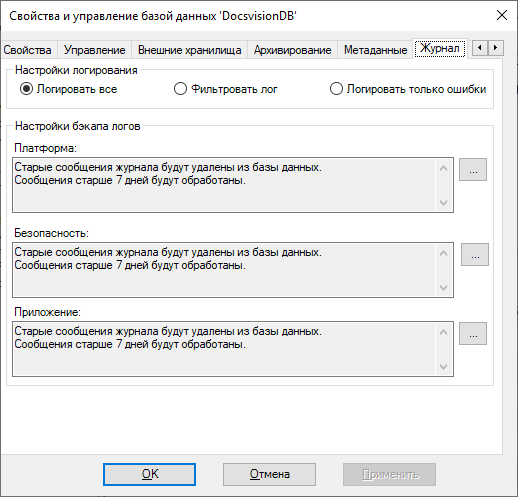 Свойства и управление базой данных 'DocsvisionDB'
Свойства Управление Внешние хранилища Архивирование Метаданные Журнал
Настройки логирования
Логировать все Фильтровать лог Логировать только ошибки
Настройки бэкапа логов
Платформа:
Старые сообщения журнала будут удалены из базы данных.
Сообщения старше 7 дней будут обработаны.
...
Безопасность:
Старые сообщения журнала будут удалены из базы данных.
Сообщения старше 7 дней будут обработаны.
...
Приложение:
Старые сообщения журнала будут удалены из базы данных.
Сообщения старше 7 дней будут обработаны.
...
OK Отмена Применить